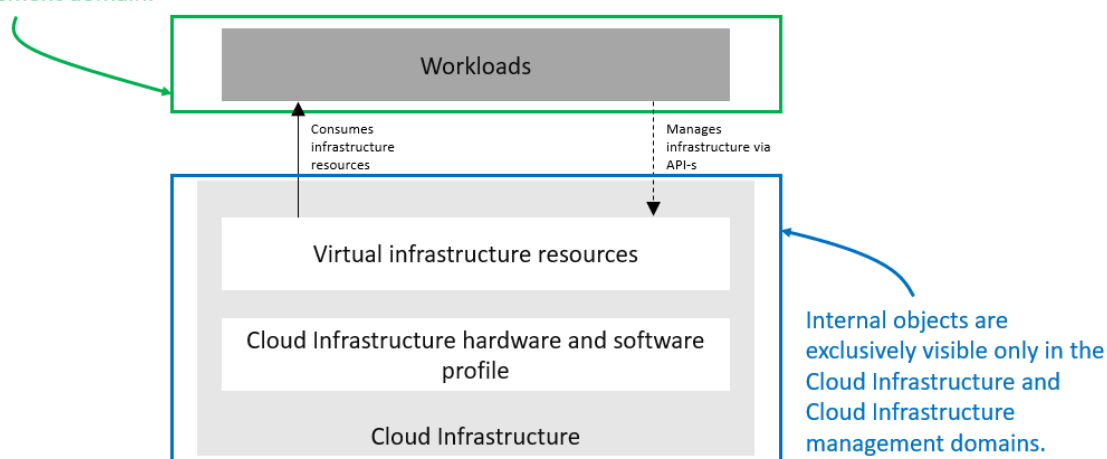 Workloads
Consumes
infrastructure
resources
Manages
infrastructure via
API-s
Virtual infrastructure resources
Cloud Infrastructure hardware and software
profile
Cloud Infrastructure
Internal objects are
exclusively visible only in the
Cloud Infrastructure and
Cloud Infrastructure
management domains.